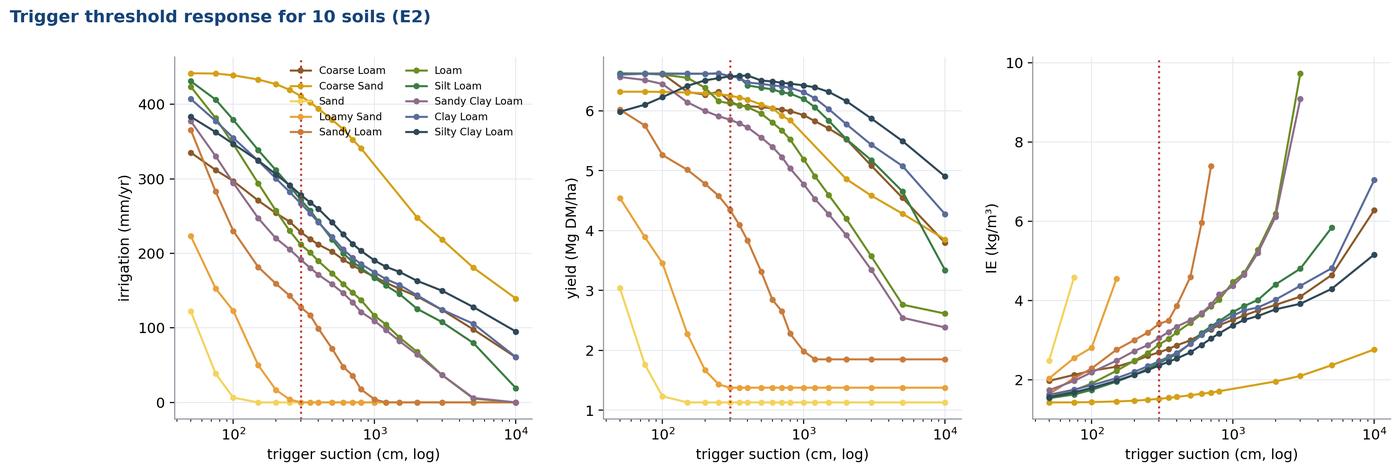 Trigger threshold response for 10 soils (E2)
irrigation (mm/yr)
400
300
200
100
0
10²
10³
10⁴
trigger suction (cm, log)
Coarse Loam
Coarse Sand
Sand
Loamy Sand
Sandy Loam
Loam
Silt Loam
Sandy Clay Loam
Clay Loam
Silty Clay Loam
yield (Mg DM/ha)
6
5
4
3
2
1
10²
10³
10⁴
trigger suction (cm, log)
IE (kg/m³)
10
8
6
4
2
10²
10³
10⁴
trigger suction (cm, log)